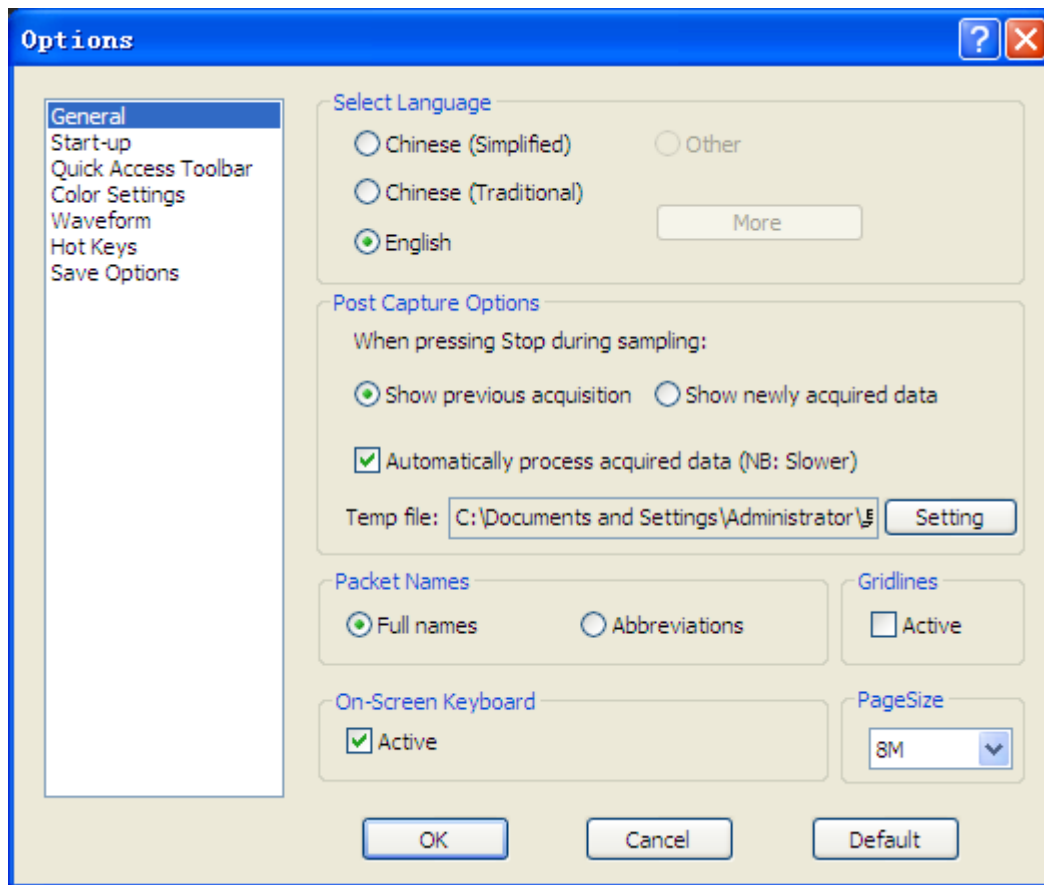 Options
General
Start-up
Quick Access Toolbar
Color Settings
Waveform
Hot Keys
Save Options
Select Language
Chinese (Simplified)
Other
Chinese (Traditional)
More
English
Post Capture Options
When pressing Stop during sampling:
Show previous acquisition
Show newly acquired data
Automatically process acquired data (NB: Slower)
Temp file: C:\Documents and Settings\Administrator\ Setting
Packet Names
Full names
Abbreviations
Gridlines
Active
On-Screen Keyboard
Active
PageSize
8M
OK
Cancel
Default